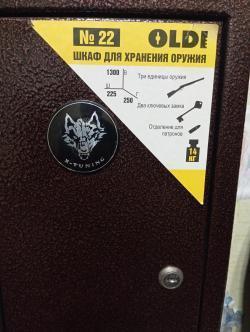 № 22
OLDI
ШКАФ ДЛЯ ХРАНЕНИЯ ОРУЖИЯ
1300 В
Ш
225
Г
250
Три единицы оружия
Два ключевых замка
Отделение для
патронов
14
КГ
X-TUNING